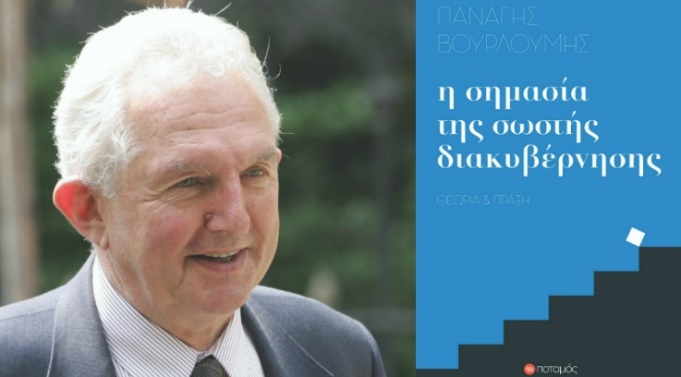 ΠΑΝΑΓΗΣ
ΒΟΥΡΛΟΥΜΗΣ
η σημασία
της σωστής
διακυβέρνησης
ΘΕΩΡΙΑ & ΠΡΑΞΗ
ποταμός